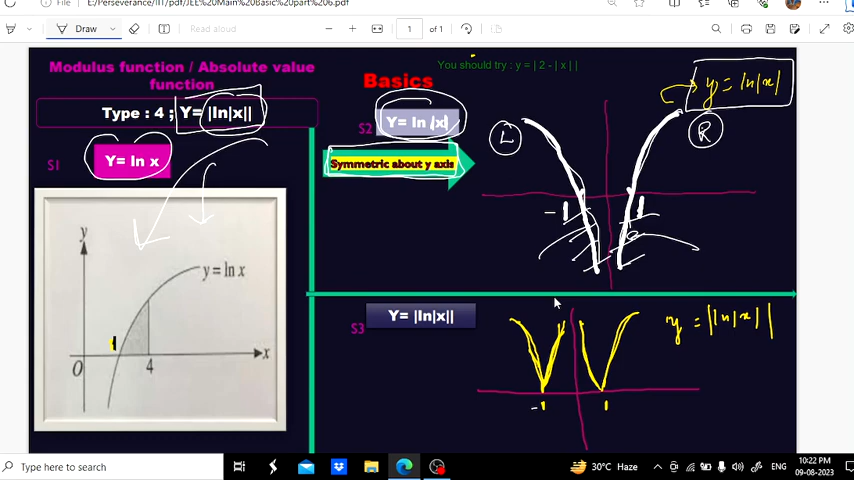 File
E:/Perseverance/IIT/pdf/JEE%20Main%20Basic%20part%206.pdf
Draw
Read aloud
1 of 1
You should try : y = | 2 - | x | |
Modulus function / Absolute value
function
Basics
Type : 4 ; Y= |ln|x||
S1
Y= ln x
S2
Y= ln |x|
Symmetric about y axis
L
R
y = ln|x|
-1
1
y
y = ln x
1
O
4
x
S3
Y= |ln|x||
y = |ln|x||
-1
1
Type here to search
30°C Haze
ENG
10:22 PM
09-08-2023